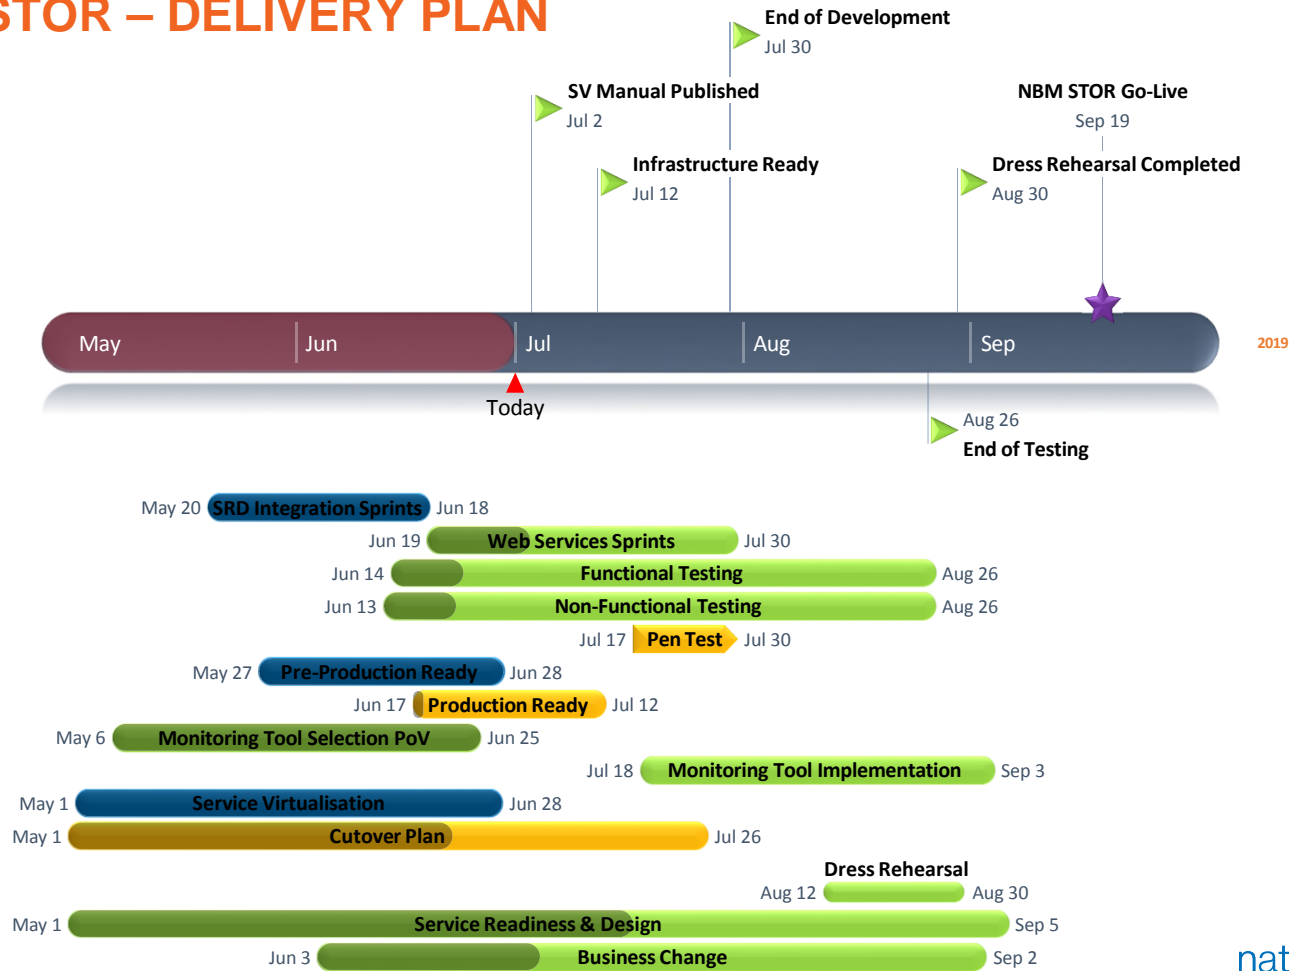 STOR – DELIVERY PLAN
End of Development
Jul 30
SV Manual Published
Jul 2
NBM STOR Go-Live
Sep 19
Infrastructure Ready
Jul 12
Dress Rehearsal Completed
Aug 30
May Jun Jul Aug Sep 2019
Today
Aug 26
End of Testing
May 20 SRD Integration Sprints Jun 18
Jun 19 Web Services Sprints Jul 30
Jun 14 Functional Testing Aug 26
Jun 13 Non-Functional Testing Aug 26
Jul 17 Pen Test Jul 30
May 27 Pre-Production Ready Jun 28
Jun 17 Production Ready Jul 12
May 6 Monitoring Tool Selection PoV Jun 25
Jul 18 Monitoring Tool Implementation Sep 3
May 1 Service Virtualisation Jun 28
May 1 Cutover Plan Jul 26
Dress Rehearsal
Aug 12 Aug 30
May 1 Service Readiness & Design Sep 5
Jun 3 Business Change Sep 2
nat